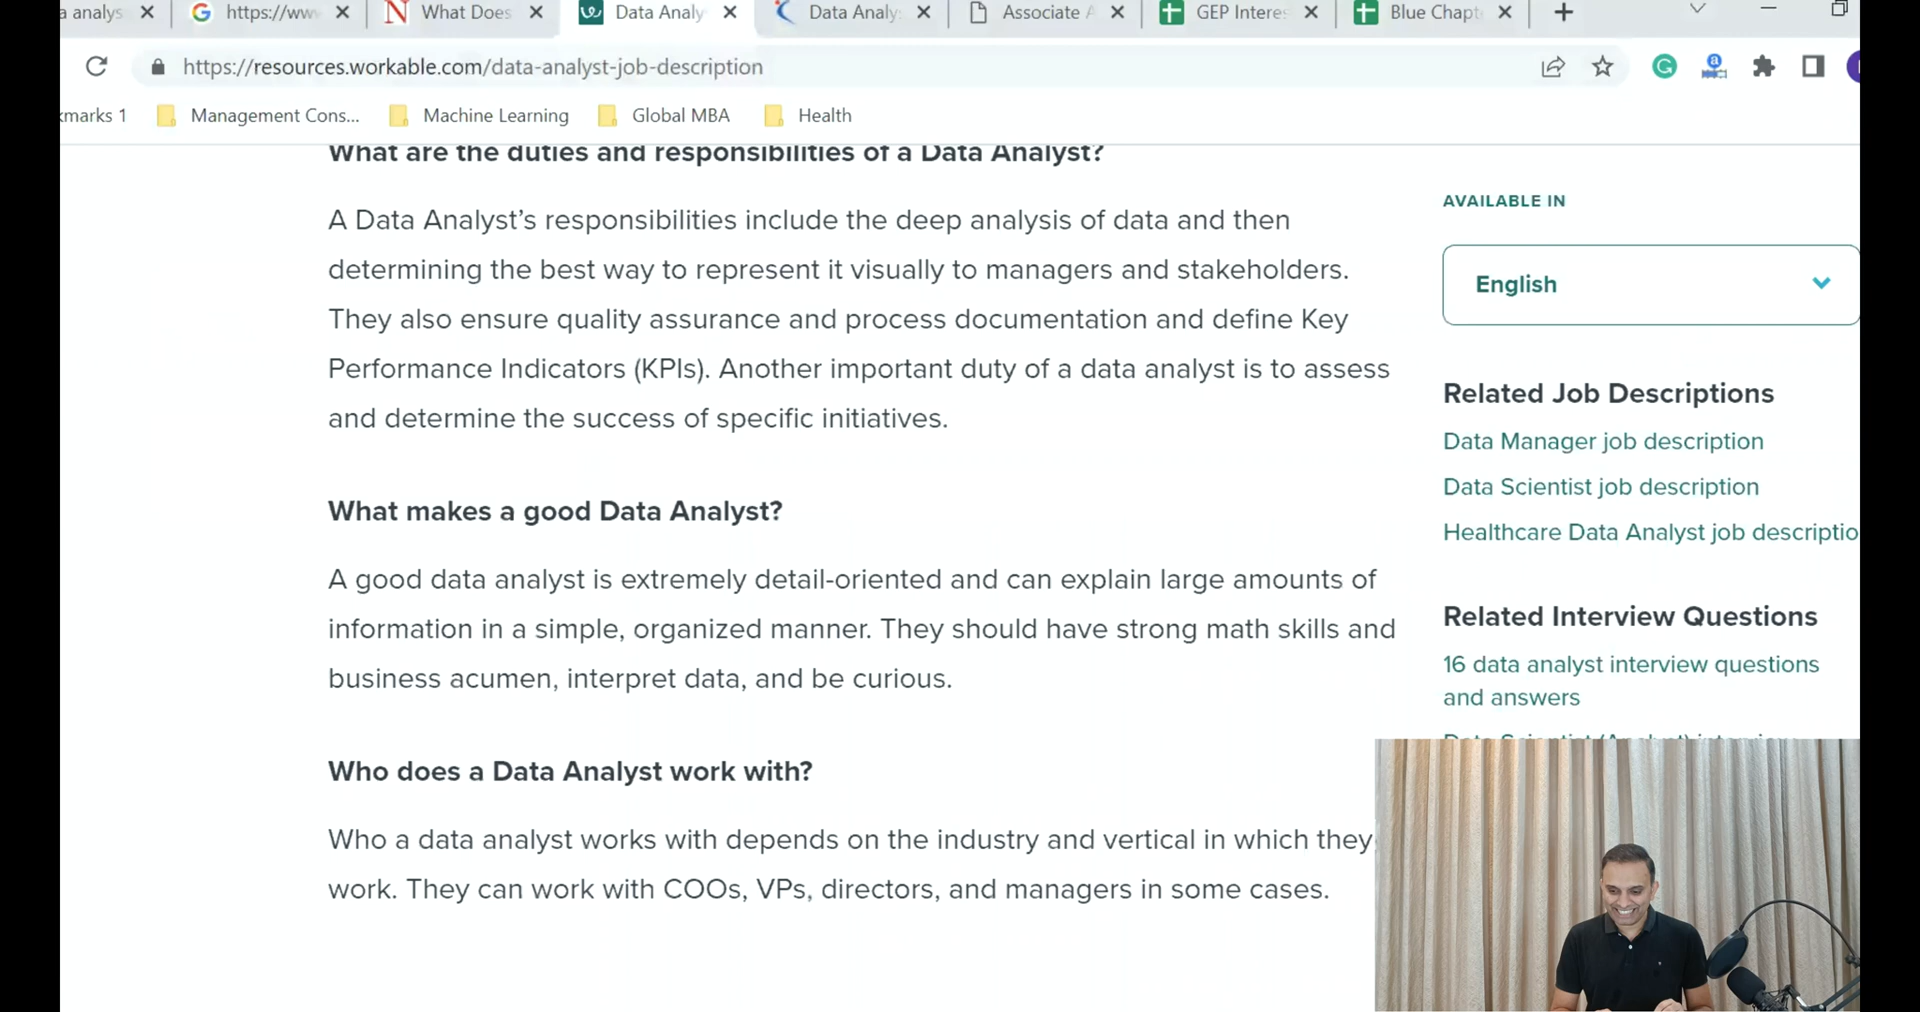 a analys
https://ww
What Does
Data Analy
Data Analy
Associate A
GEP Interes
Blue Chapt
https://resources.workable.com/data-analyst-job-description
kmarks 1
Management Cons...
Machine Learning
Global MBA
Health
What are the duties and responsibilities of a Data Analyst?
A Data Analyst’s responsibilities include the deep analysis of data and then
determining the best way to represent it visually to managers and stakeholders.
They also ensure quality assurance and process documentation and define Key
Performance Indicators (KPIs). Another important duty of a data analyst is to assess
and determine the success of specific initiatives.
What makes a good Data Analyst?
A good data analyst is extremely detail-oriented and can explain large amounts of
information in a simple, organized manner. They should have strong math skills and
business acumen, interpret data, and be curious.
Who does a Data Analyst work with?
Who a data analyst works with depends on the industry and vertical in which they
work. They can work with COOs, VPs, directors, and managers in some cases.
AVAILABLE IN
English
Related Job Descriptions
Data Manager job description
Data Scientist job description
Healthcare Data Analyst job descriptio
Related Interview Questions
16 data analyst interview questions
and answers